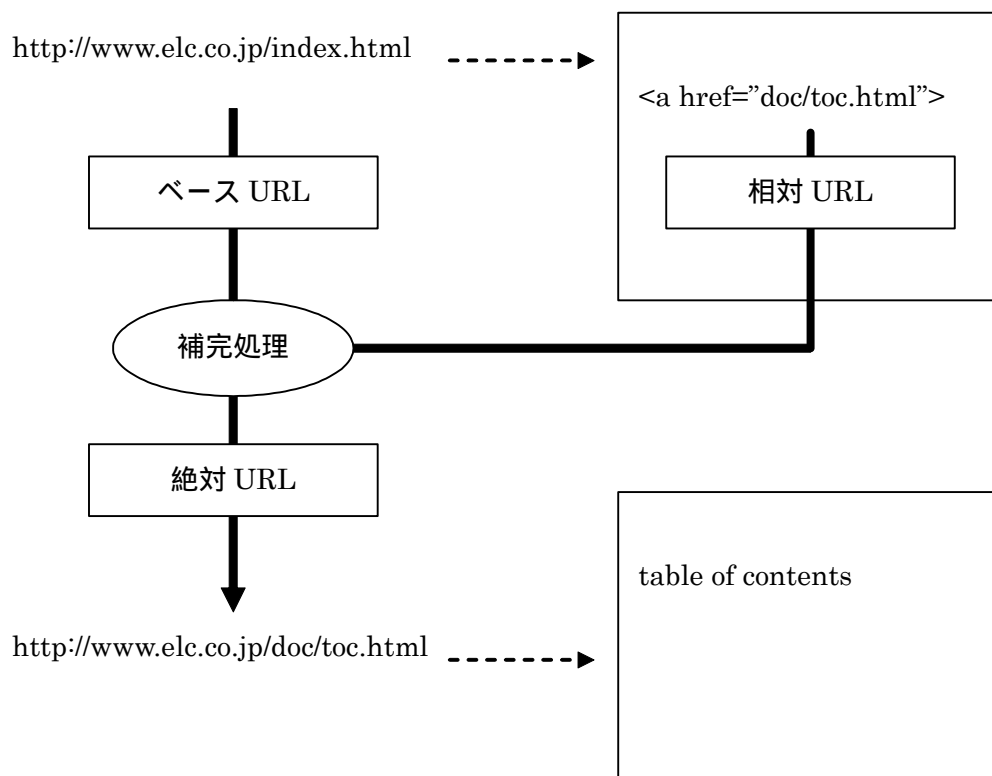 http://www.elc.co.jp/index.html
<a href=”doc/toc.html”>
ベース URL
相対 URL
補完処理
絶対 URL
table of contents
http://www.elc.co.jp/doc/toc.html